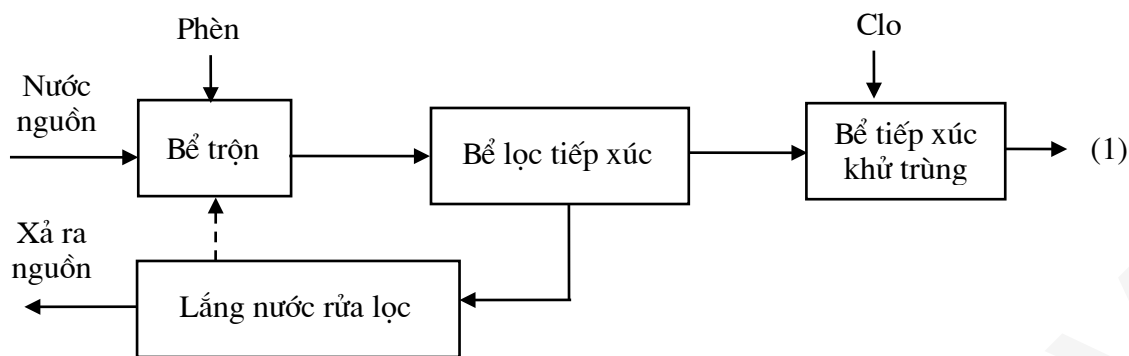 Phèn
Clo
Nước
nguồn
Bể trộn
Bể lọc tiếp xúc
Bể tiếp xúc
khử trùng
(1)
Xả ra
nguồn
Lắng nước rửa lọc